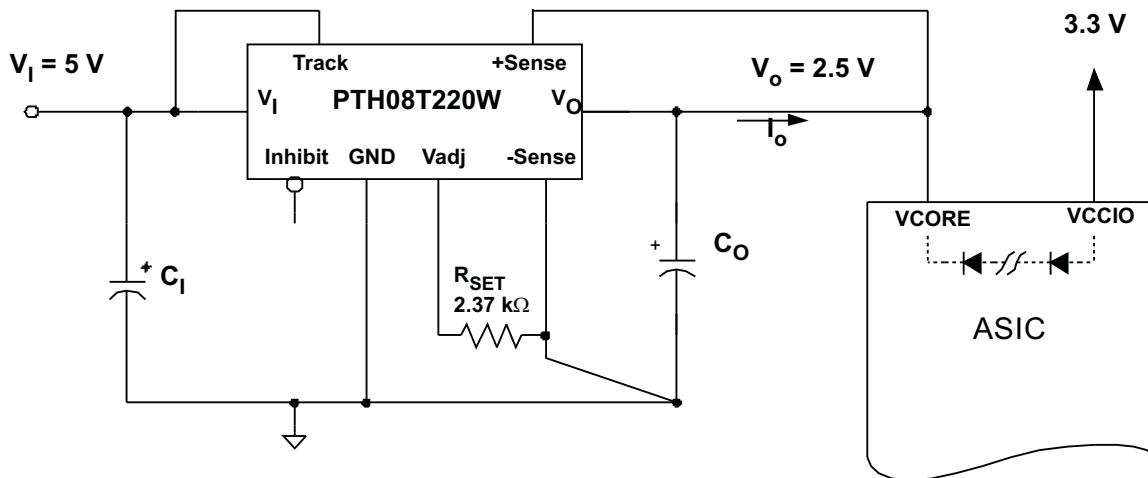 3.3 V
V_I = 5 V
Track
+Sense
V_o = 2.5 V
V_I
PTH08T220W
V_O
I_o
Inhibit
GND
Vadj
-Sense
VCORE
VCCIO
+
C_I
+
C_O
R_SET
2.37 kΩ
ASIC